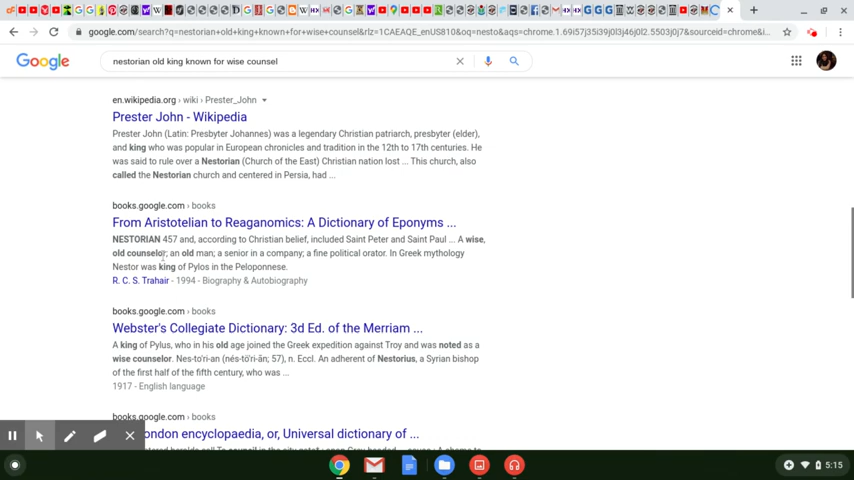 google.com/search?q=nestorian+old+king+known+for+wise+counsel&rlz=1CAEAQE_enUS810&oq=nesto&aqs=chrome.1.69i57j35i39j0l3j46j0l2.5503j0j7&sourceid=chrome&i...
Google
nestorian old king known for wise counsel
en.wikipedia.org › wiki › Prester_John
Prester John - Wikipedia
Prester John (Latin: Presbyter Johannes) was a legendary Christian patriarch, presbyter (elder),
and king who was popular in European chronicles and tradition in the 12th to 17th centuries. He
was said to rule over a Nestorian (Church of the East) Christian nation lost ... This church, also
called the Nestorian church and centered in Persia, had ...
books.google.com › books
From Aristotelian to Reaganomics: A Dictionary of Eponyms ...
NESTORIAN 457 and, according to Christian belief, included Saint Peter and Saint Paul ... A wise,
old counselor; an old man; a senior in a company; a fine political orator. In Greek mythology
Nestor was king of Pylos in the Peloponnese.
R. C. S. Trahair - 1994 - Biography & Autobiography
books.google.com › books
Webster's Collegiate Dictionary: 3d Ed. of the Merriam ...
A king of Pylus, who in his old age joined the Greek expedition against Troy and was noted as a
wise counselor. Nes-to'ri-an (nés-tō'rĭ-ăn; 57), n. Eccl. An adherent of Nestorius, a Syrian bishop
of the first half of the fifth century, who was ...
1917 - English language
books.google.com › books
ondon encyclopaedia, or, Universal dictionary of ...
5:15